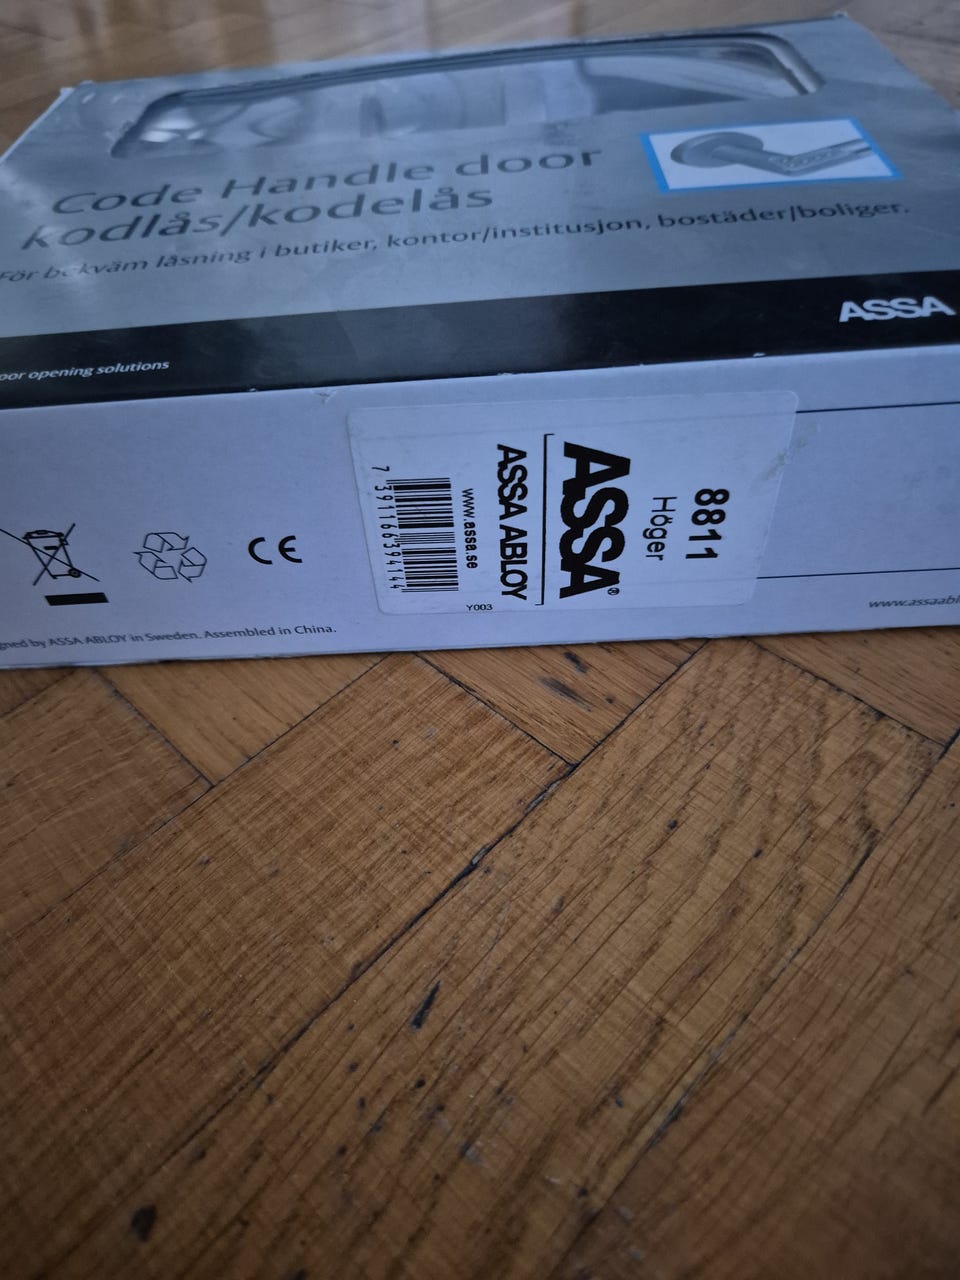 Code Handle door
kodlås/kodelås
För bekväm låsning i butiker, kontor/institusjon, bostäder/boliger.
ASSA
door opening solutions
8811
Höger
ASSA®
ASSA ABLOY
www.assa.se
7 391166 394144
Y003
CE
www.assaabl
gned by ASSA ABLOY in Sweden. Assembled in China.